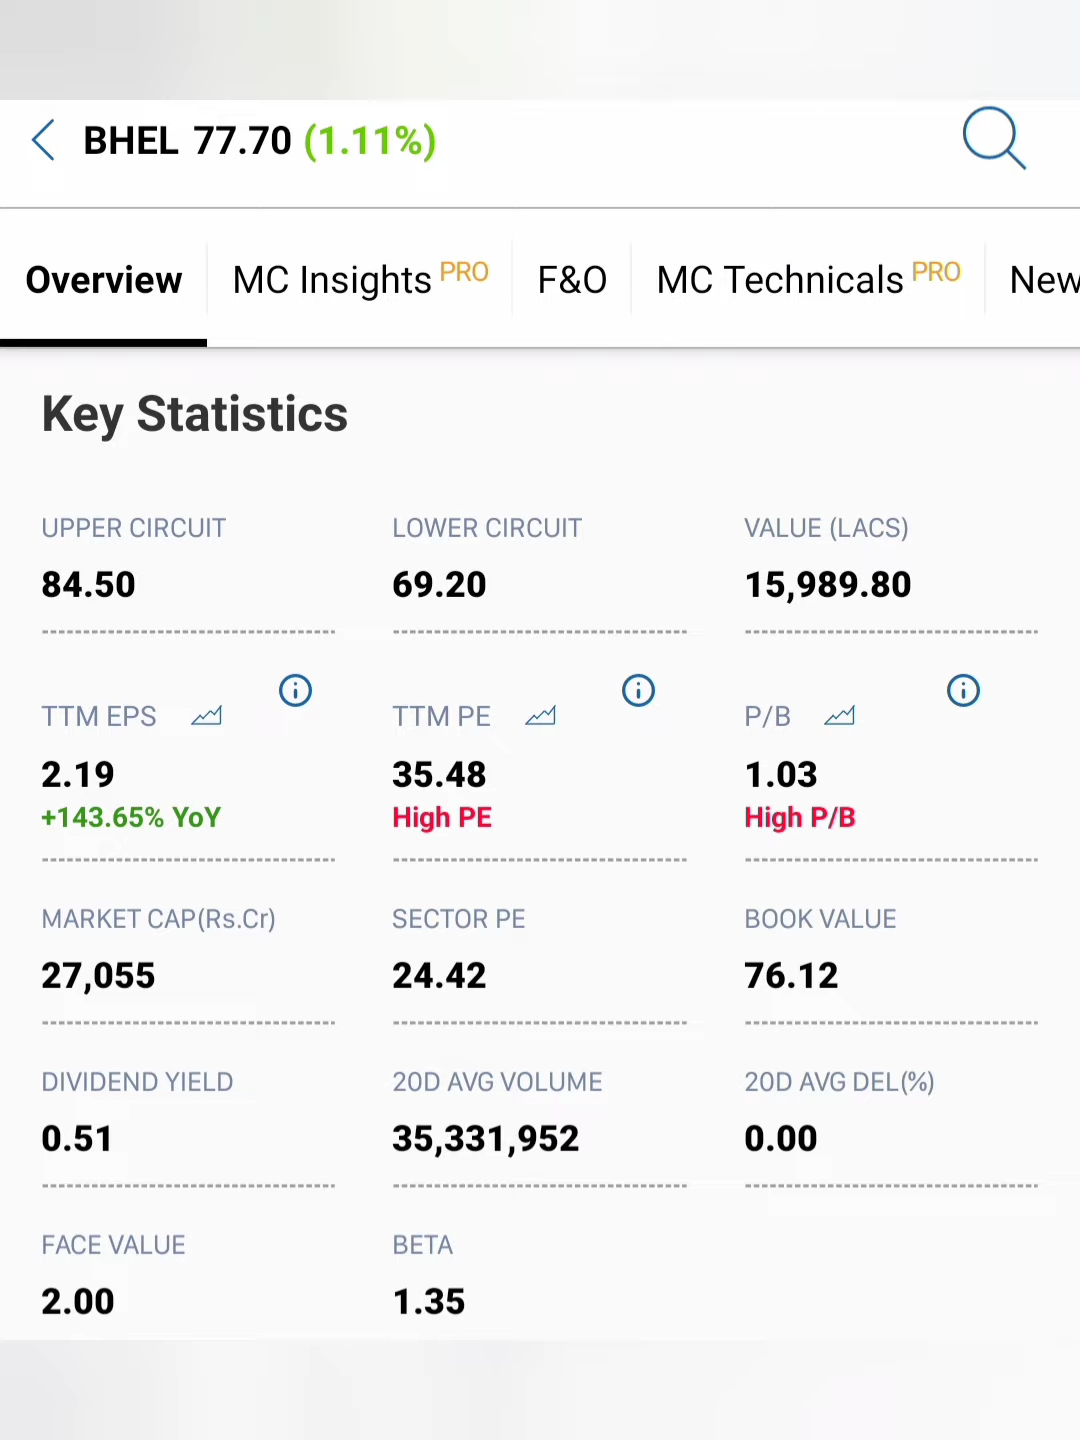 BHEL 77.70 (1.11%)
Overview MC Insights PRO F&O MC Technicals PRO New
Key Statistics
UPPER CIRCUIT LOWER CIRCUIT VALUE (LACS)
84.50 69.20 15,989.80
TTM EPS TTM PE P/B
2.19 35.48 1.03
+143.65% YoY High PE High P/B
MARKET CAP(Rs.Cr) SECTOR PE BOOK VALUE
27,055 24.42 76.12
DIVIDEND YIELD 20D AVG VOLUME 20D AVG DEL(%)
0.51 35,331,952 0.00
FACE VALUE BETA
2.00 1.35